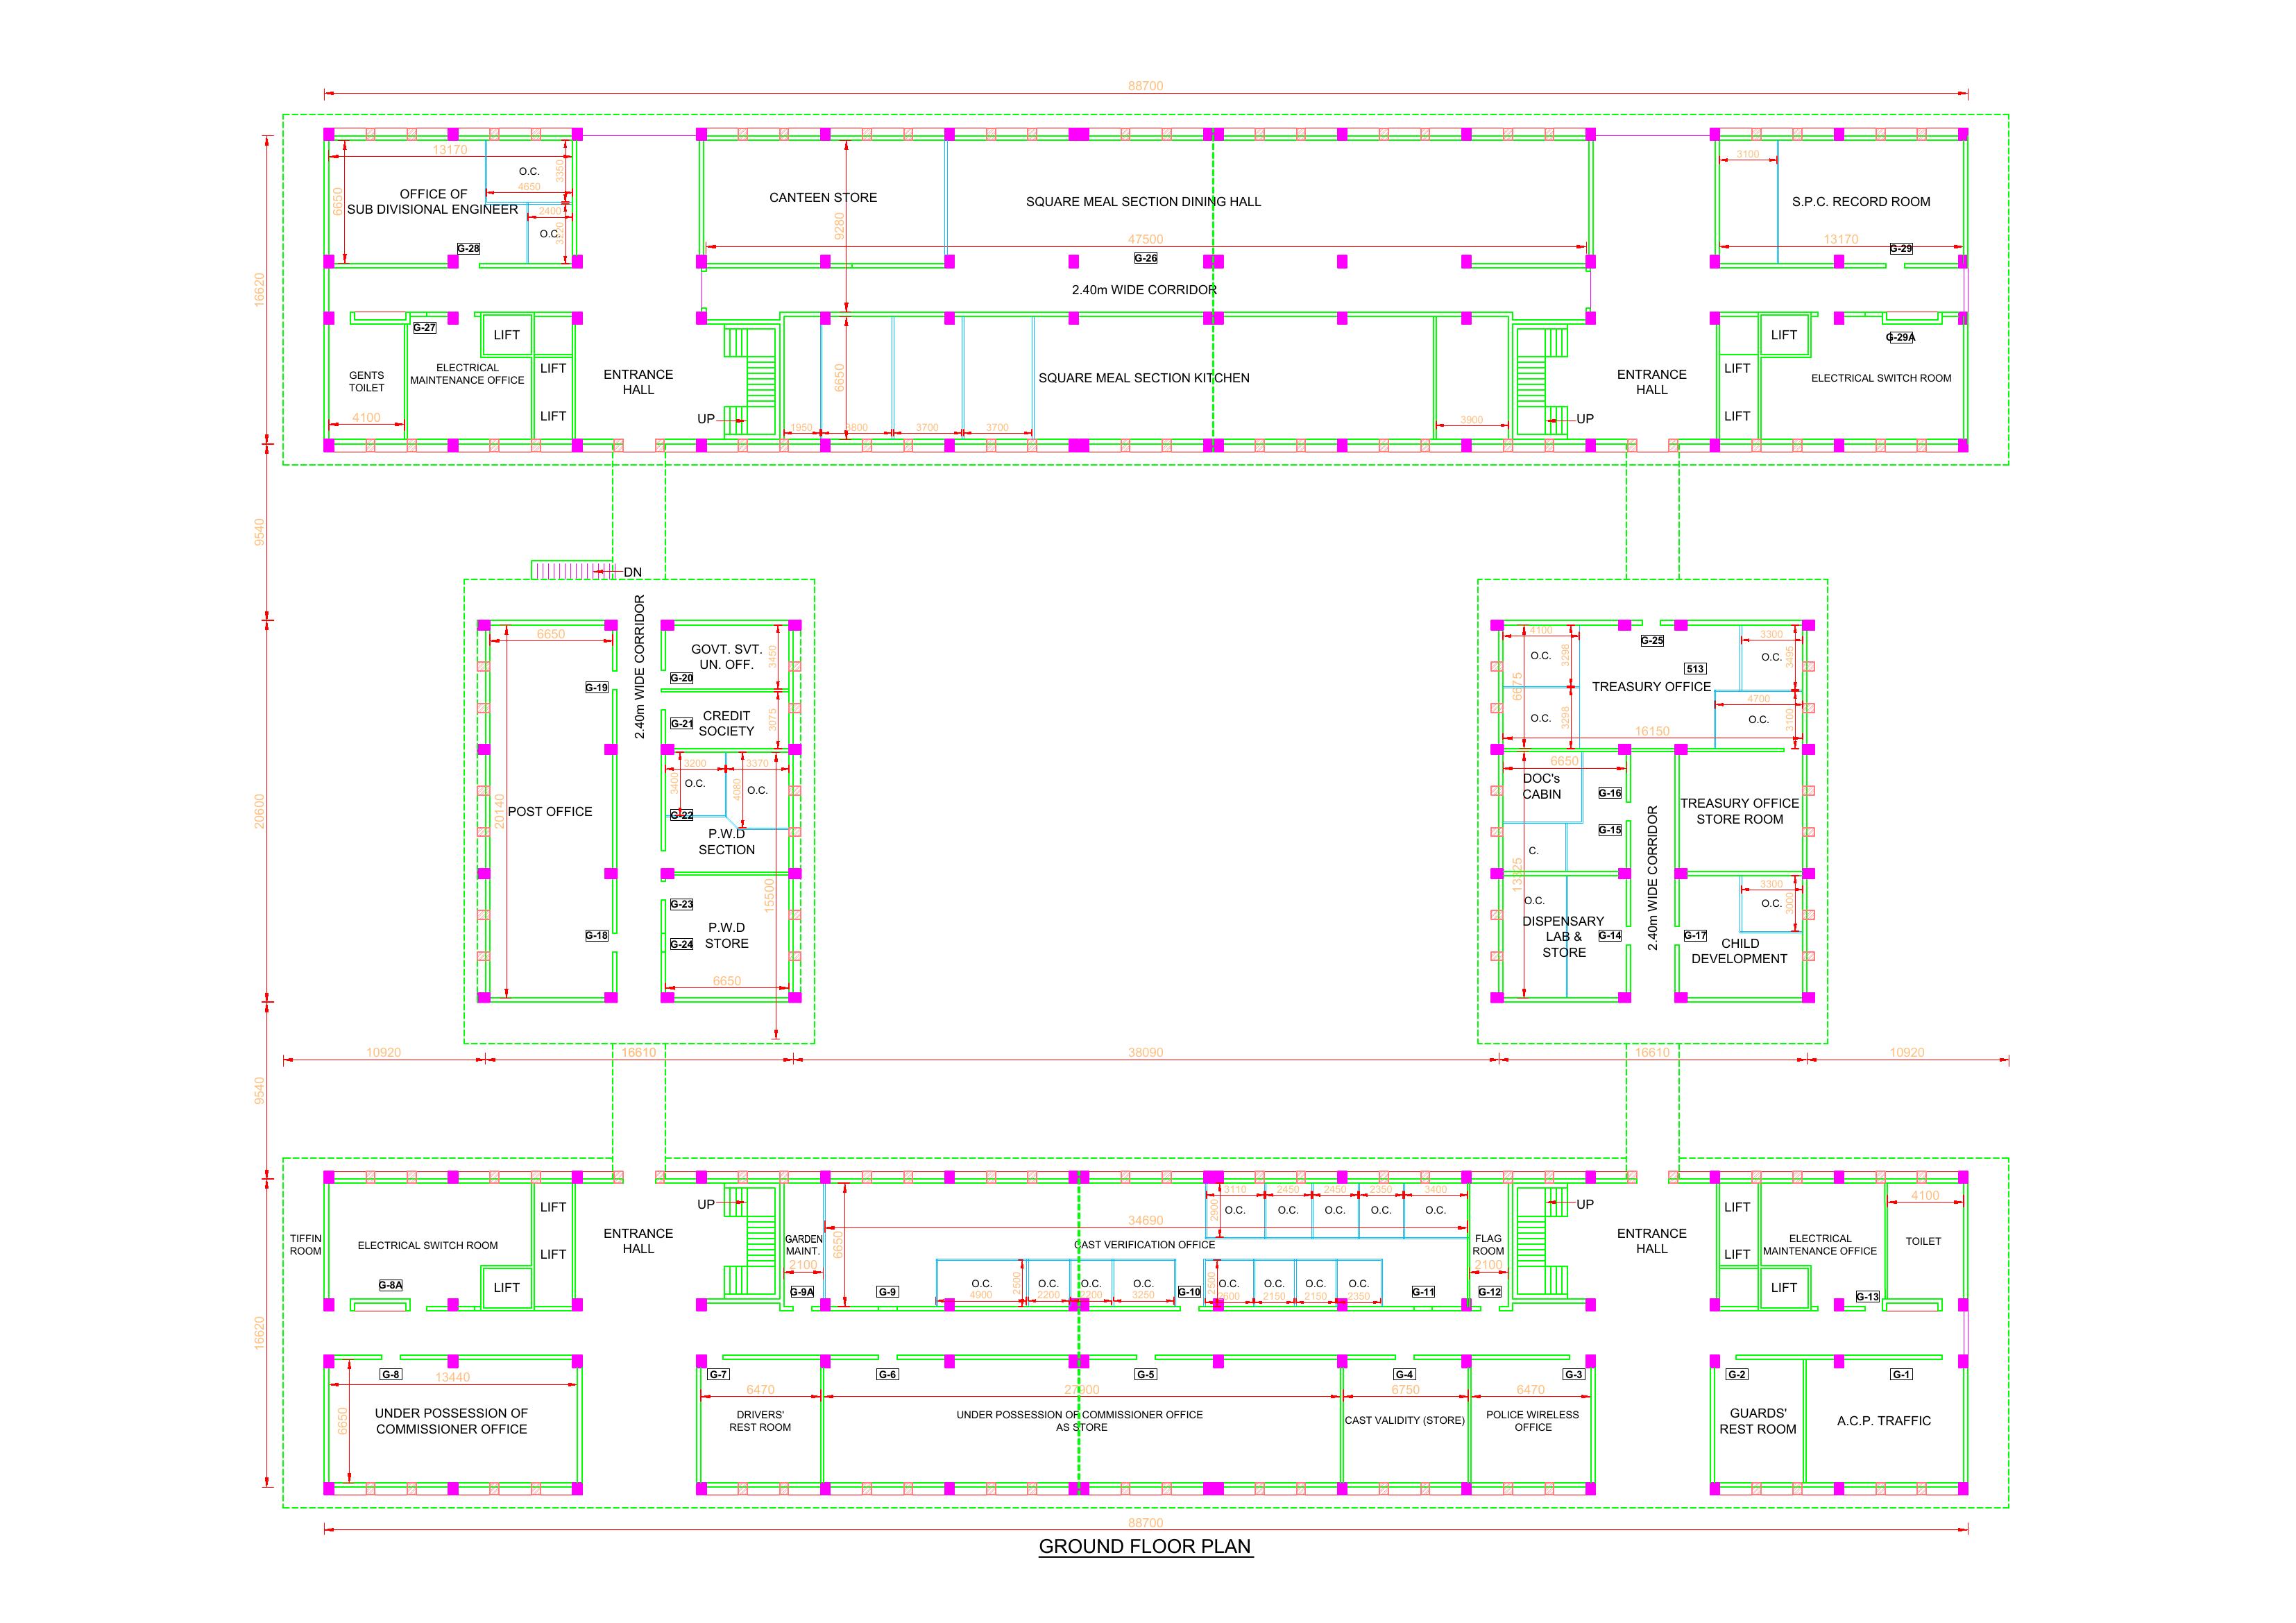 88700
13170
O.C.
3350
4650
OFFICE OF
SUB DIVISIONAL ENGINEER
6650
2400
O.C.
G-28
CANTEEN STORE
9280
SQUARE MEAL SECTION DINING HALL
47500
G-26
3100
S.P.C. RECORD ROOM
13170
G-29
16620
2.40m WIDE CORRIDOR
G-27
LIFT
GENTS
TOILET
ELECTRICAL
MAINTENANCE OFFICE
LIFT
LIFT
4100
ENTRANCE
HALL
UP
6650
SQUARE MEAL SECTION KITCHEN
1950
3800
3700
3700
3900
UP
ENTRANCE
HALL
LIFT
LIFT
LIFT
G-29A
ELECTRICAL SWITCH ROOM
9540
DN
2.40m WIDE CORRIDOR
6650
GOVT. SVT.
UN. OFF.
3450
G-19
G-20
G-21
CREDIT
SOCIETY
3075
3200
3370
3400
O.C.
4080
O.C.
G-22
P.W.D
SECTION
20600
20140
POST OFFICE
15500
G-23
P.W.D
STORE
G-18
G-24
6650
4100
O.C.
3298
G-25
3300
O.C.
3495
513
6675
TREASURY OFFICE
O.C.
3298
4700
O.C.
3100
16150
6650
DOC's
CABIN
G-16
TREASURY OFFICE
STORE ROOM
G-15
C.
2.40m WIDE CORRIDOR
O.C.
3300
O.C.
3000
DISPENSARY
LAB &
STORE
G-14
G-17
CHILD
DEVELOPMENT
10920
16610
38090
16610
10920
9540
TIFFIN
ROOM
ELECTRICAL SWITCH ROOM
LIFT
LIFT
LIFT
G-8A
ENTRANCE
HALL
UP
GARDEN
MAINT.
2100
G-9A
6650
G-9
34690
CAST VERIFICATION OFFICE
3110
2450
2450
2350
3400
2900
O.C.
O.C.
O.C.
O.C.
O.C.
O.C.
O.C.
O.C.
O.C.
4900
2500
2200
2200
3250
G-10
O.C.
O.C.
O.C.
O.C.
2500
2600
2150
2150
2350
G-11
FLAG
ROOM
2100
G-12
UP
ENTRANCE
HALL
LIFT
LIFT
LIFT
ELECTRICAL
MAINTENANCE OFFICE
G-13
4100
TOILET
16620
G-8
13440
6650
UNDER POSSESSION OF
COMMISSIONER OFFICE
G-7
6470
DRIVERS'
REST ROOM
G-6
G-5
27900
UNDER POSSESSION OF COMMISSIONER OFFICE
AS STORE
G-4
6750
CAST VALIDITY (STORE)
G-3
6470
POLICE WIRELESS
OFFICE
G-2
GUARDS'
REST ROOM
G-1
A.C.P. TRAFFIC
88700
GROUND FLOOR PLAN